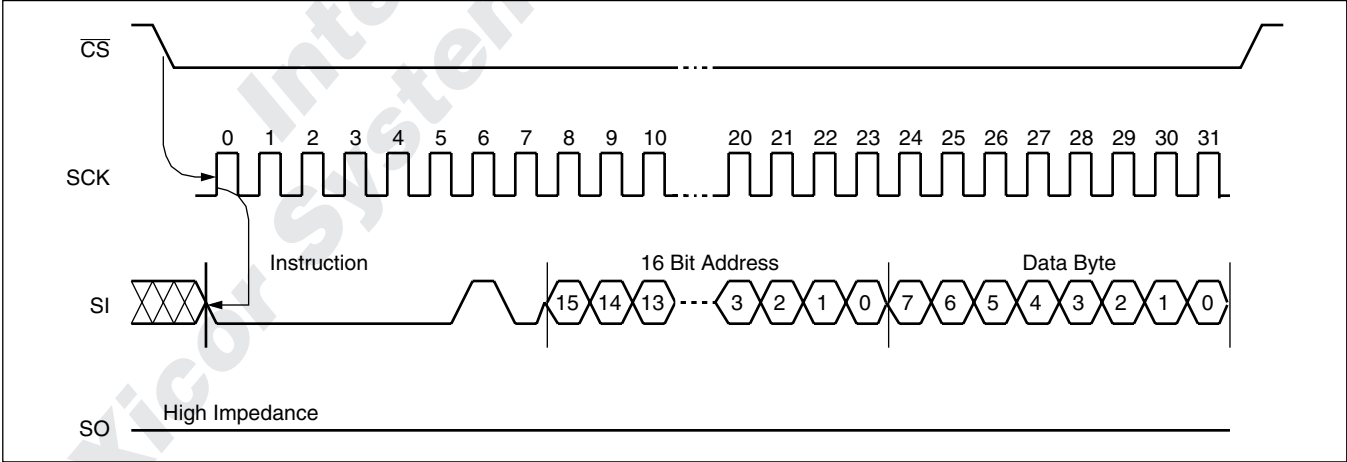 CS
0 1 2 3 4 5 6 7 8 9 10 20 21 22 23 24 25 26 27 28 29 30 31
SCK
Instruction 16 Bit Address Data Byte
SI 15 14 13 3 2 1 0 7 6 5 4 3 2 1 0
High Impedance
SO
Xicor System